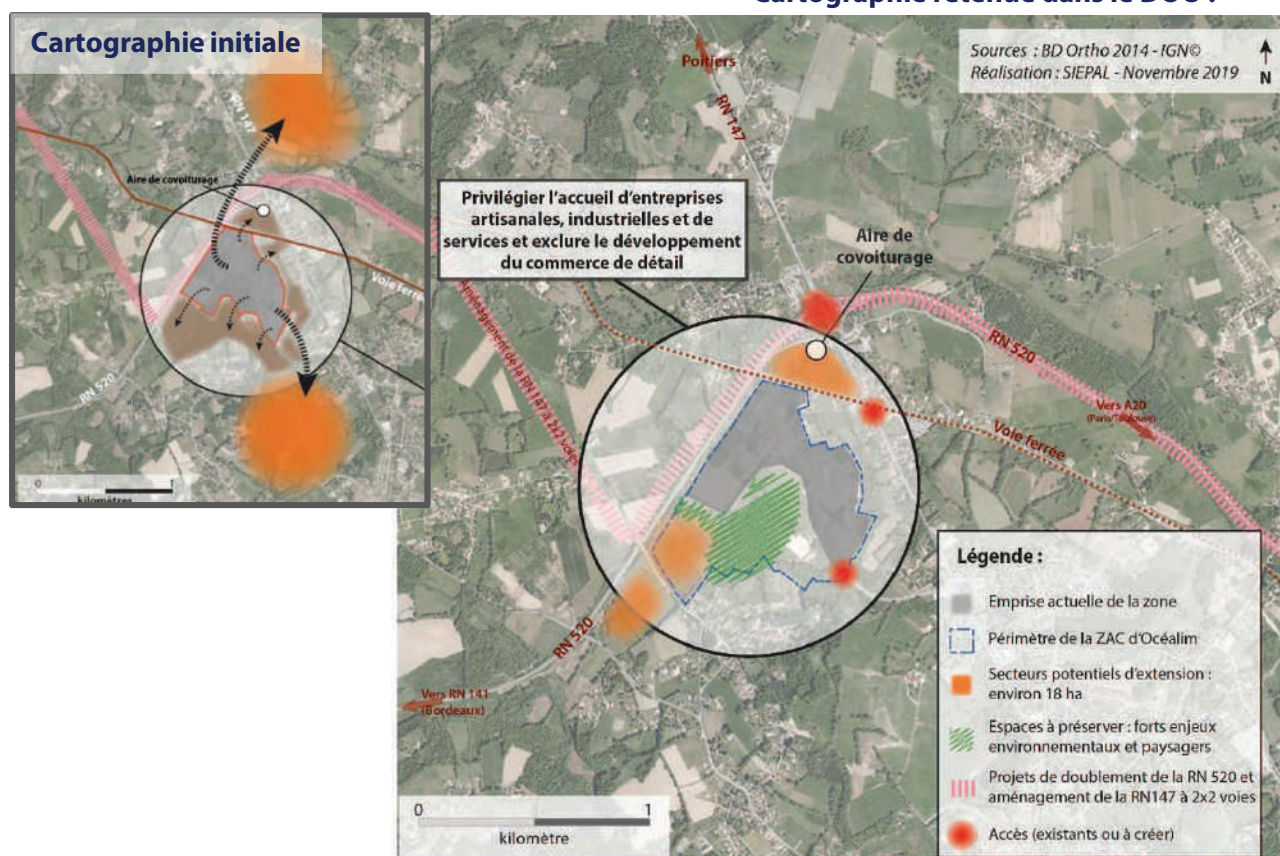 Cartographie retenue dans le DOO :
Cartographie initiale
RN 147
Aire de covoiturage
Voie ferrée
RN 520
0 1
kilomètres
Sources : BD Ortho 2014 - IGN©
Réalisation : SIEPAL - Novembre 2019
N
Poitiers
RN 147
Privilégier l'accueil d'entreprises
artisanales, industrielles et de
services et exclure le développement
du commerce de détail
Aire de
covoiturage
Aménagement de la RN147 à 2x2 voies
RN 520
Vers A20
(Paris/Toulouse)
Voie ferrée
RN 520
Vers RN 141
(Bordeaux)
0 1
kilomètre
Légende :
Emprise actuelle de la zone
Périmètre de la ZAC d'Océalim
Secteurs potentiels d'extension :
environ 18 ha
Espaces à préserver : forts enjeux
environnementaux et paysagers
Projets de doublement de la RN 520 et
aménagement de la RN147 à 2x2 voies
Accès (existants ou à créer)